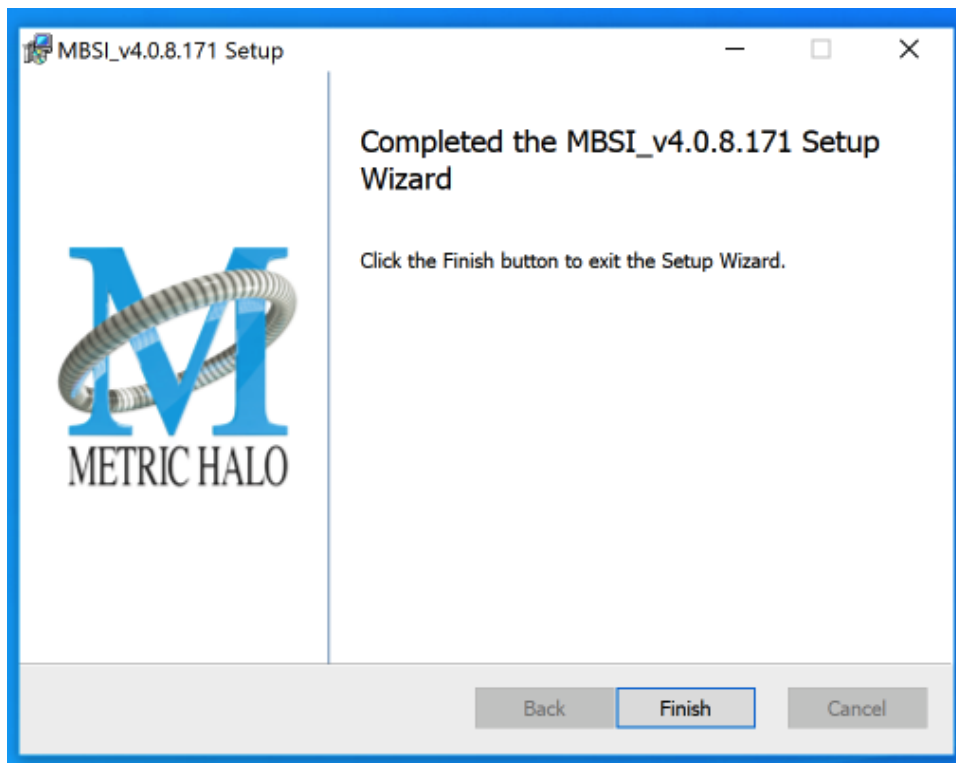 MBSI_v4.0.8.171 Setup
Completed the MBSI_v4.0.8.171 Setup
Wizard
Click the Finish button to exit the Setup Wizard.
METRIC HALO
Back
Finish
Cancel